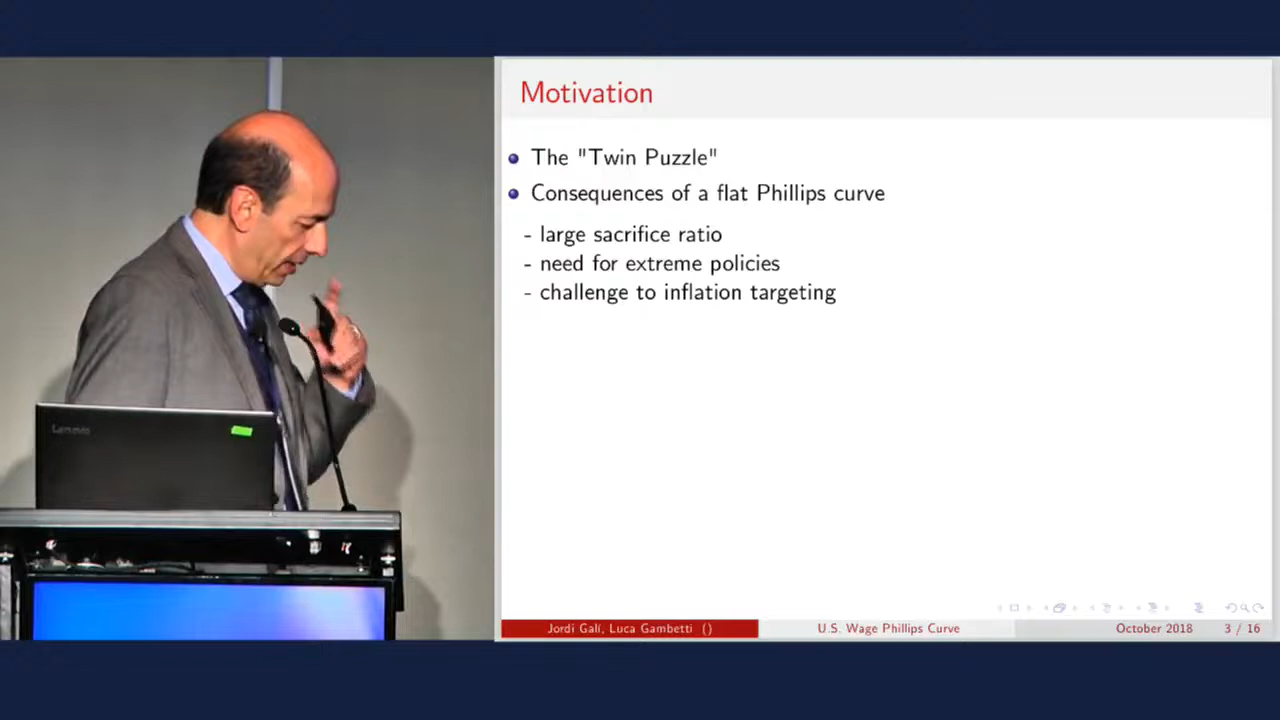 Motivation
The "Twin Puzzle"
Consequences of a flat Phillips curve
- large sacrifice ratio
- need for extreme policies
- challenge to inflation targeting
Jordi Galí, Luca Gambetti ()
U.S. Wage Phillips Curve
October 2018
3 / 16
Lenovo